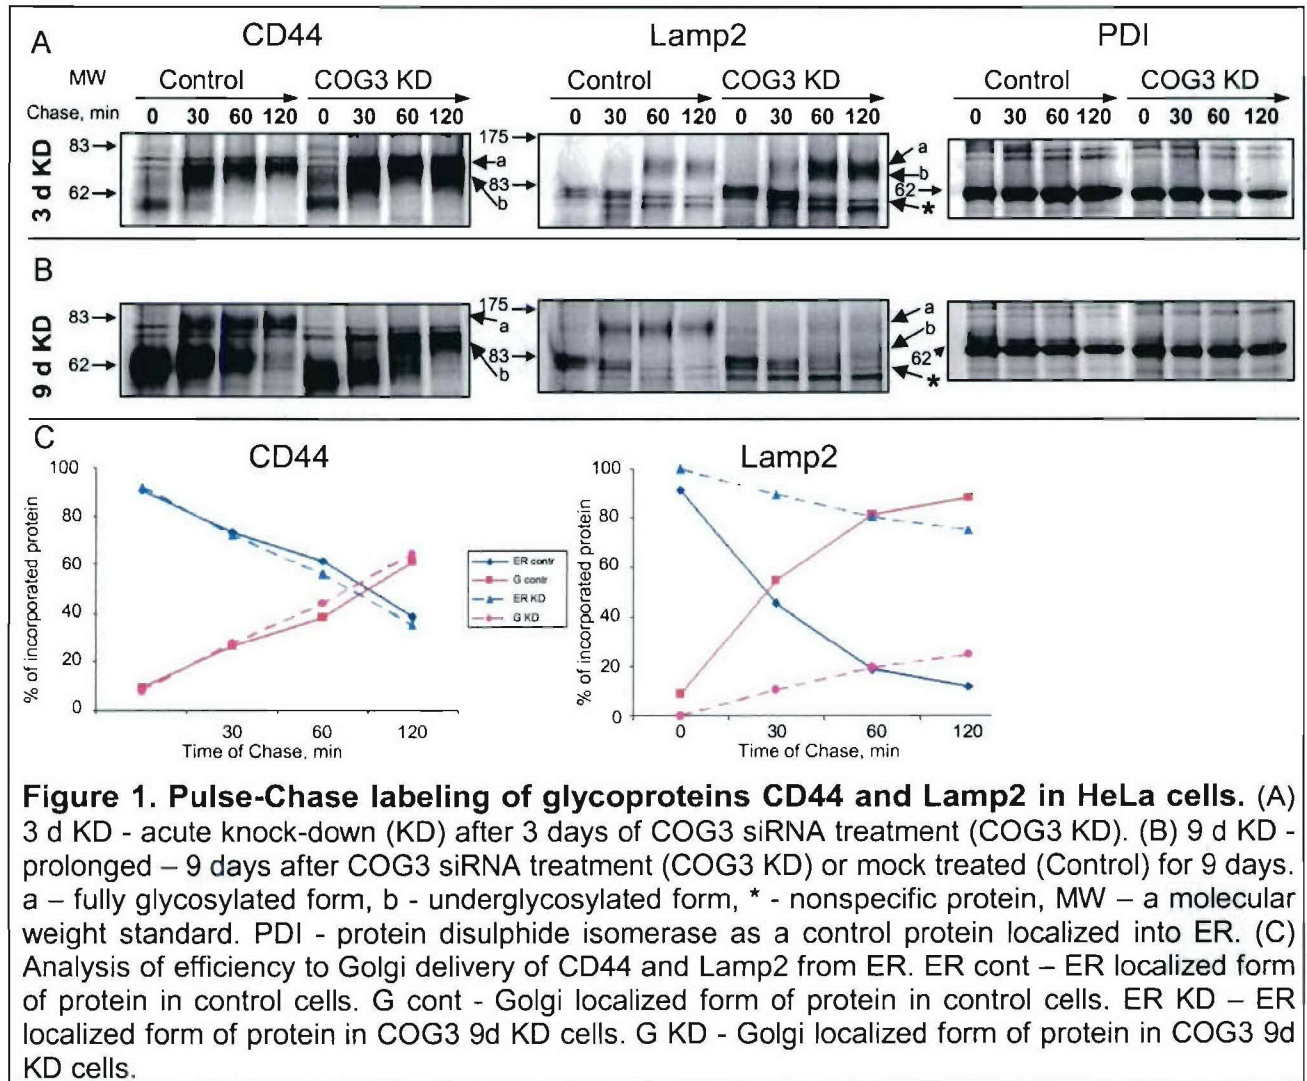 A
CD44
Lamp2
PDI
MW
Control
COG3 KD
Control
COG3 KD
Control
COG3 KD
Chase, min
0 30 60 120 0 30 60 120
0 30 60 120 0 30 60 120
0 30 60 120 0 30 60 120
3 d KD
83
62
a
b
175
83
a
b
*
62
B
9 d KD
83
62
a
b
175
83
a
b
*
62
C
CD44
% of incorporated protein
100
80
60
40
20
0
30 60 120
Time of Chase, min
ER contr
G contr
ER KD
G KD
Lamp2
% of incorporated protein
100
80
60
40
20
0
0 30 60 120
Time of Chase, min
Figure 1. Pulse-Chase labeling of glycoproteins CD44 and Lamp2 in HeLa cells. (A)
3 d KD - acute knock-down (KD) after 3 days of COG3 siRNA treatment (COG3 KD). (B) 9 d KD -
prolonged – 9 days after COG3 siRNA treatment (COG3 KD) or mock treated (Control) for 9 days.
a – fully glycosylated form, b - underglycosylated form, * - nonspecific protein, MW – a molecular
weight standard. PDI - protein disulphide isomerase as a control protein localized into ER. (C)
Analysis of efficiency to Golgi delivery of CD44 and Lamp2 from ER. ER cont – ER localized form
of protein in control cells. G cont - Golgi localized form of protein in control cells. ER KD – ER
localized form of protein in COG3 9d KD cells. G KD - Golgi localized form of protein in COG3 9d
KD cells.